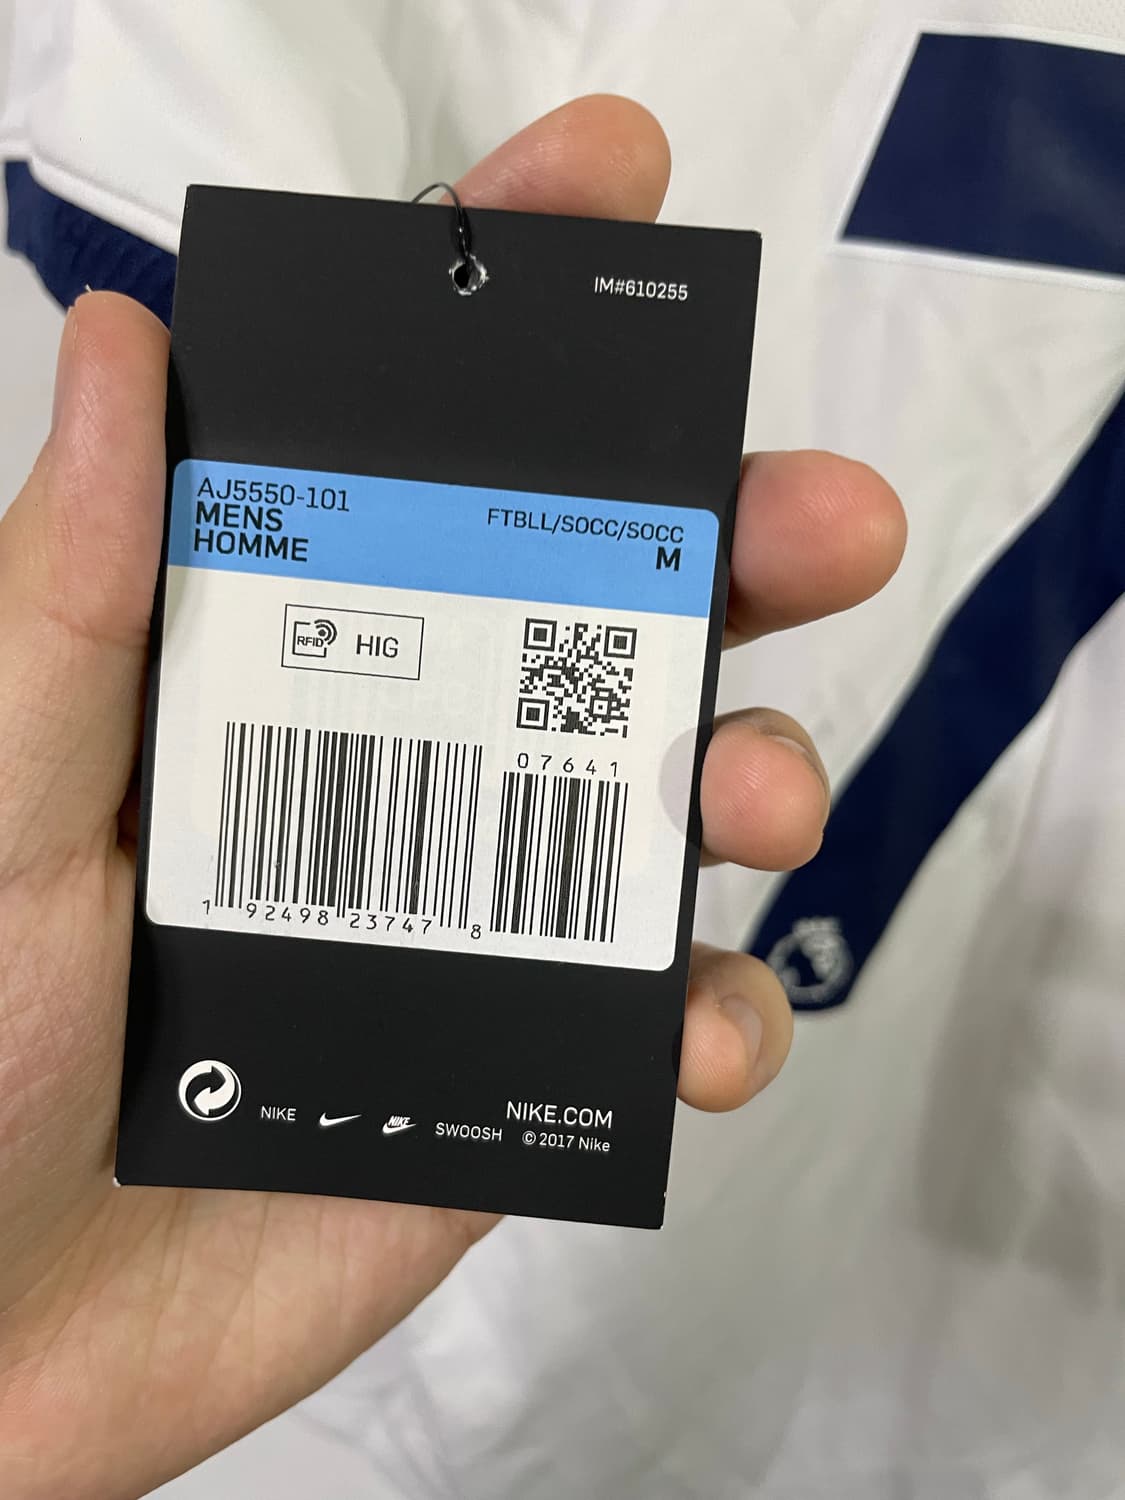 IM#610255
AJ5550-101
MENS
HOMME
FTBLL/SOCC/SOCC
M
RFID HIG
07641
1 92498 23747 8
NIKE NIKE SWOOSH
NIKE.COM
© 2017 Nike